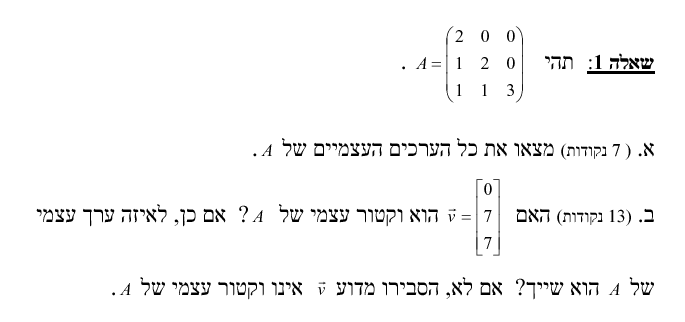 שאלה 1: תהי A = \begin{pmatrix} 2 & 0 & 0 \\ 1 & 2 & 0 \\ 1 & 1 & 3 \end{pmatrix} .
א. ( 7 נקודות) מצאו את כל הערכים העצמיים של A .
ב. (13 נקודות) האם \vec{v} = \begin{bmatrix} 0 \\ 7 \\ 7 \end{bmatrix} הוא וקטור עצמי של A ? אם כן, לאיזה ערך עצמי
של A הוא שייך? אם לא, הסבירו מדוע \vec{v} אינו וקטור עצמי של A .